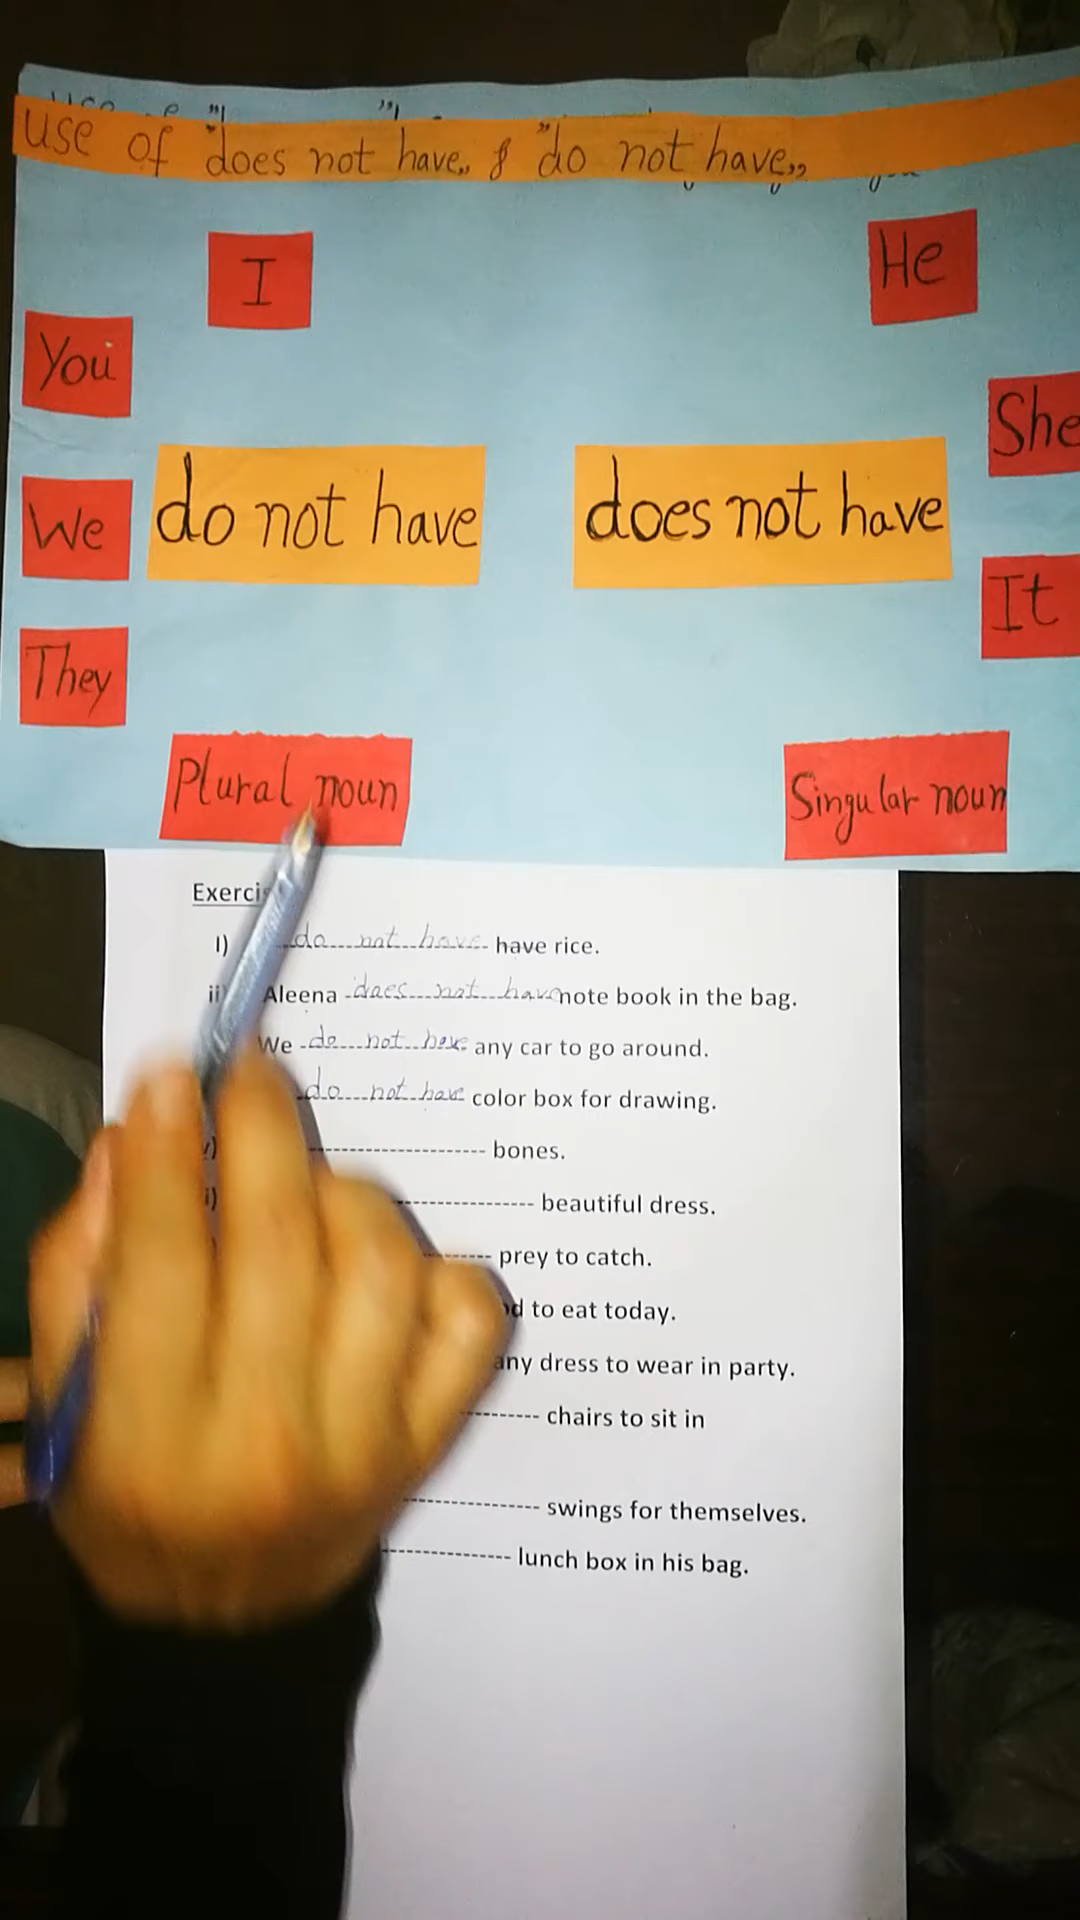 use of "does not have„ & "do not have„
I
He
You
She
do not have
does not have
We
It
They
Plural noun
Singular noun
Exerci
I) do not have have rice.
ii) Aleena does not have note book in the bag.
We do not have any car to go around.
do not have color box for drawing.
bones.
beautiful dress.
prey to catch.
to eat today.
any dress to wear in party.
chairs to sit in
swings for themselves.
lunch box in his bag.